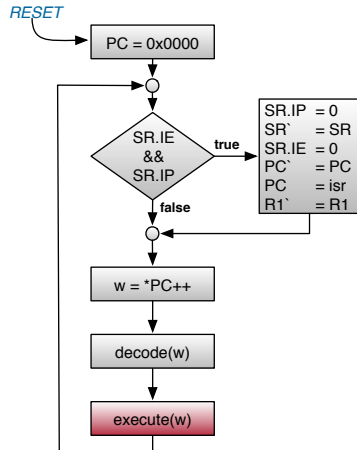 RESET
PC = 0x0000
SR.IE
&&
SR.IP
true
false
SR.IP = 0
SR` = SR
SR.IE = 0
PC` = PC
PC = isr
R1` = R1
w = *PC++
decode(w)
execute(w)